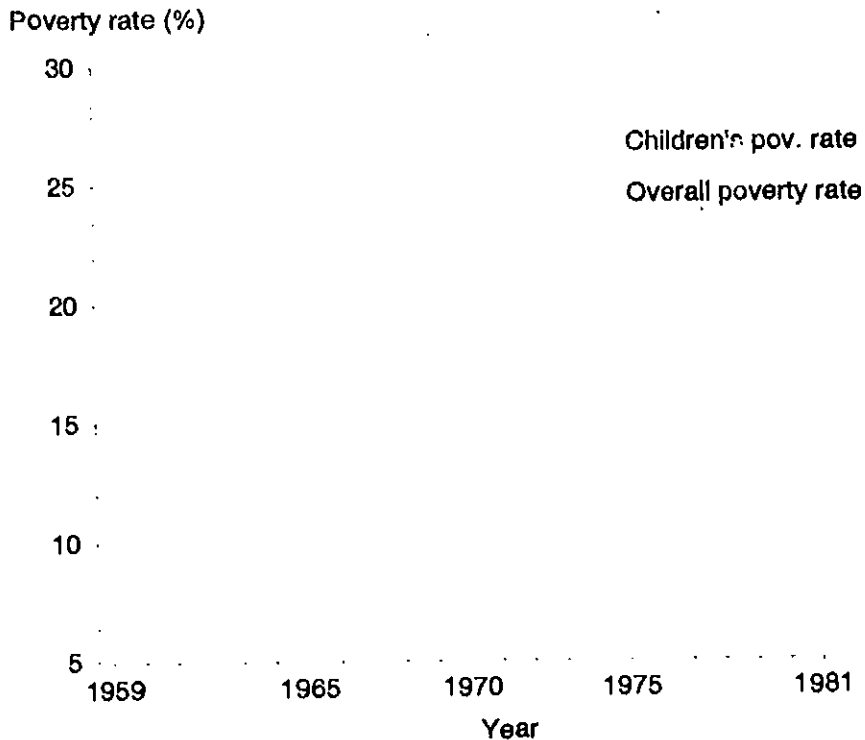 Poverty rate (%)
30
Children's pov. rate
25
Overall poverty rate
20
15
10
5
1959 1965 1970 1975 1981
Year